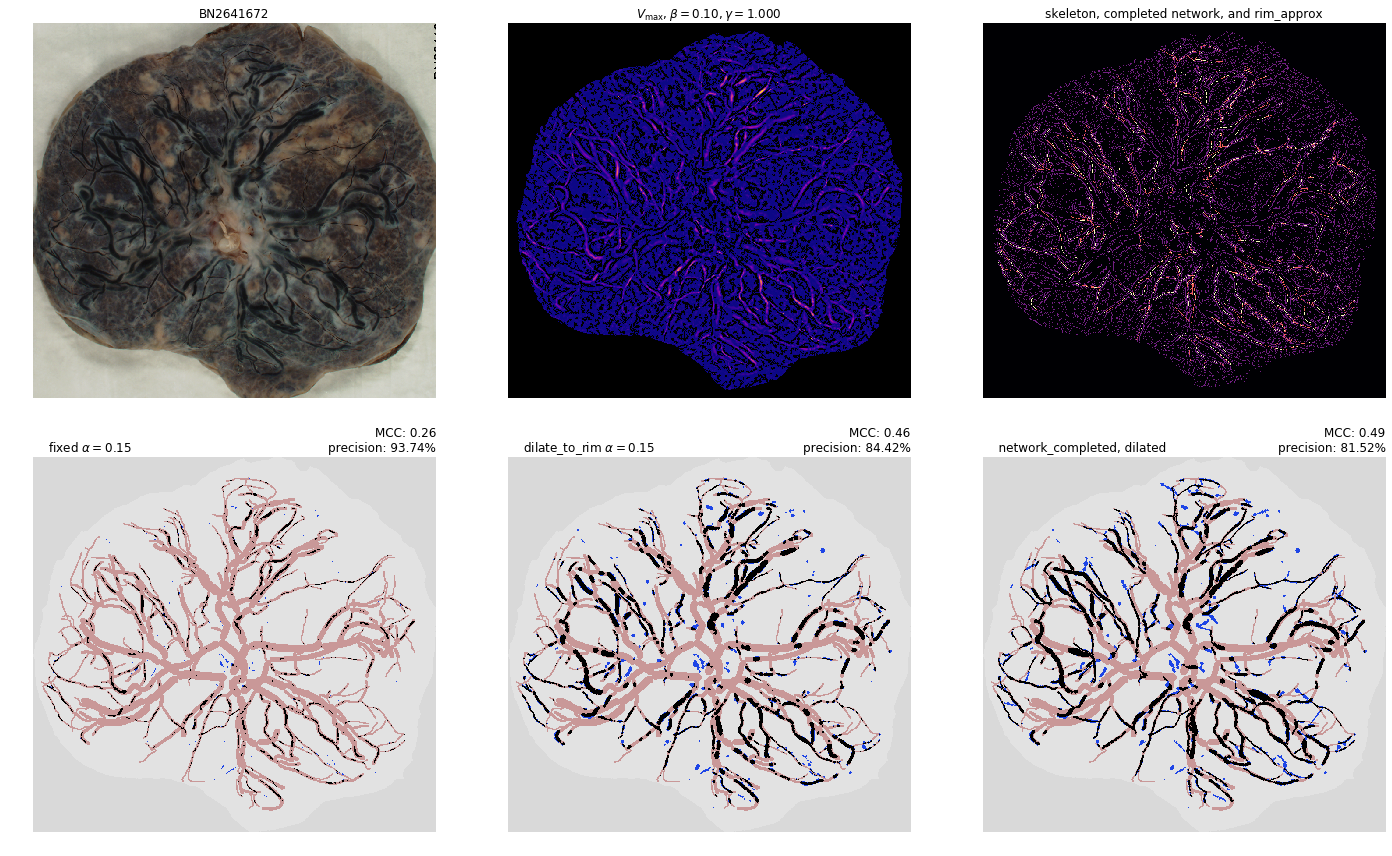 BN2641672
V_max, β = 0.10, γ = 1.000
skeleton, completed network, and rim_approx
fixed α = 0.15
MCC: 0.26
precision: 93.74%
dilate_to_rim α = 0.15
MCC: 0.46
precision: 84.42%
network_completed, dilated
MCC: 0.49
precision: 81.52%